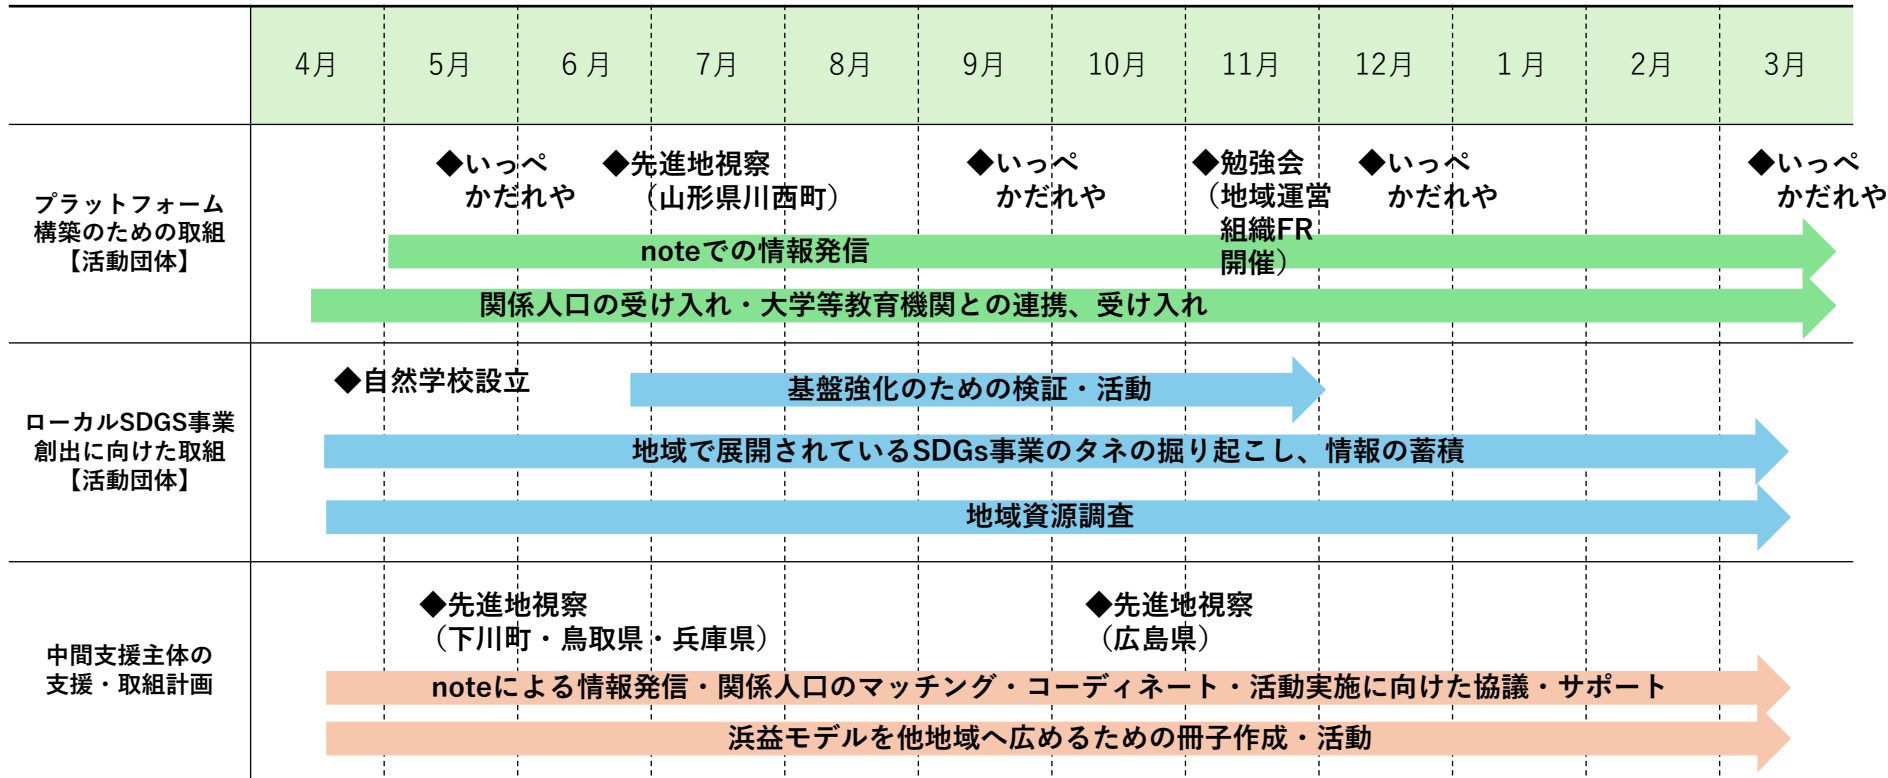 4月
5月
6月
7月
8月
9月
10月
11月
12月
1月
2月
3月
プラットフォーム
構築のための取組
【活動団体】
◆いっぺ
かだれや
◆先進地視察
（山形県川西町）
◆いっぺ
かだれや
◆勉強会
（地域運営
組織FR
開催）
◆いっぺ
かだれや
◆いっぺ
かだれや
noteでの情報発信
関係人口の受け入れ・大学等教育機関との連携、受け入れ
ローカルSDGS事業
創出に向けた取組
【活動団体】
◆自然学校設立
基盤強化のための検証・活動
地域で展開されているSDGs事業のタネの掘り起こし、情報の蓄積
地域資源調査
中間支援主体の
支援・取組計画
◆先進地視察
（下川町・鳥取県・兵庫県）
◆先進地視察
（広島県）
noteによる情報発信・関係人口のマッチング・コーディネート・活動実施に向けた協議・サポート
浜益モデルを他地域へ広めるための冊子作成・活動